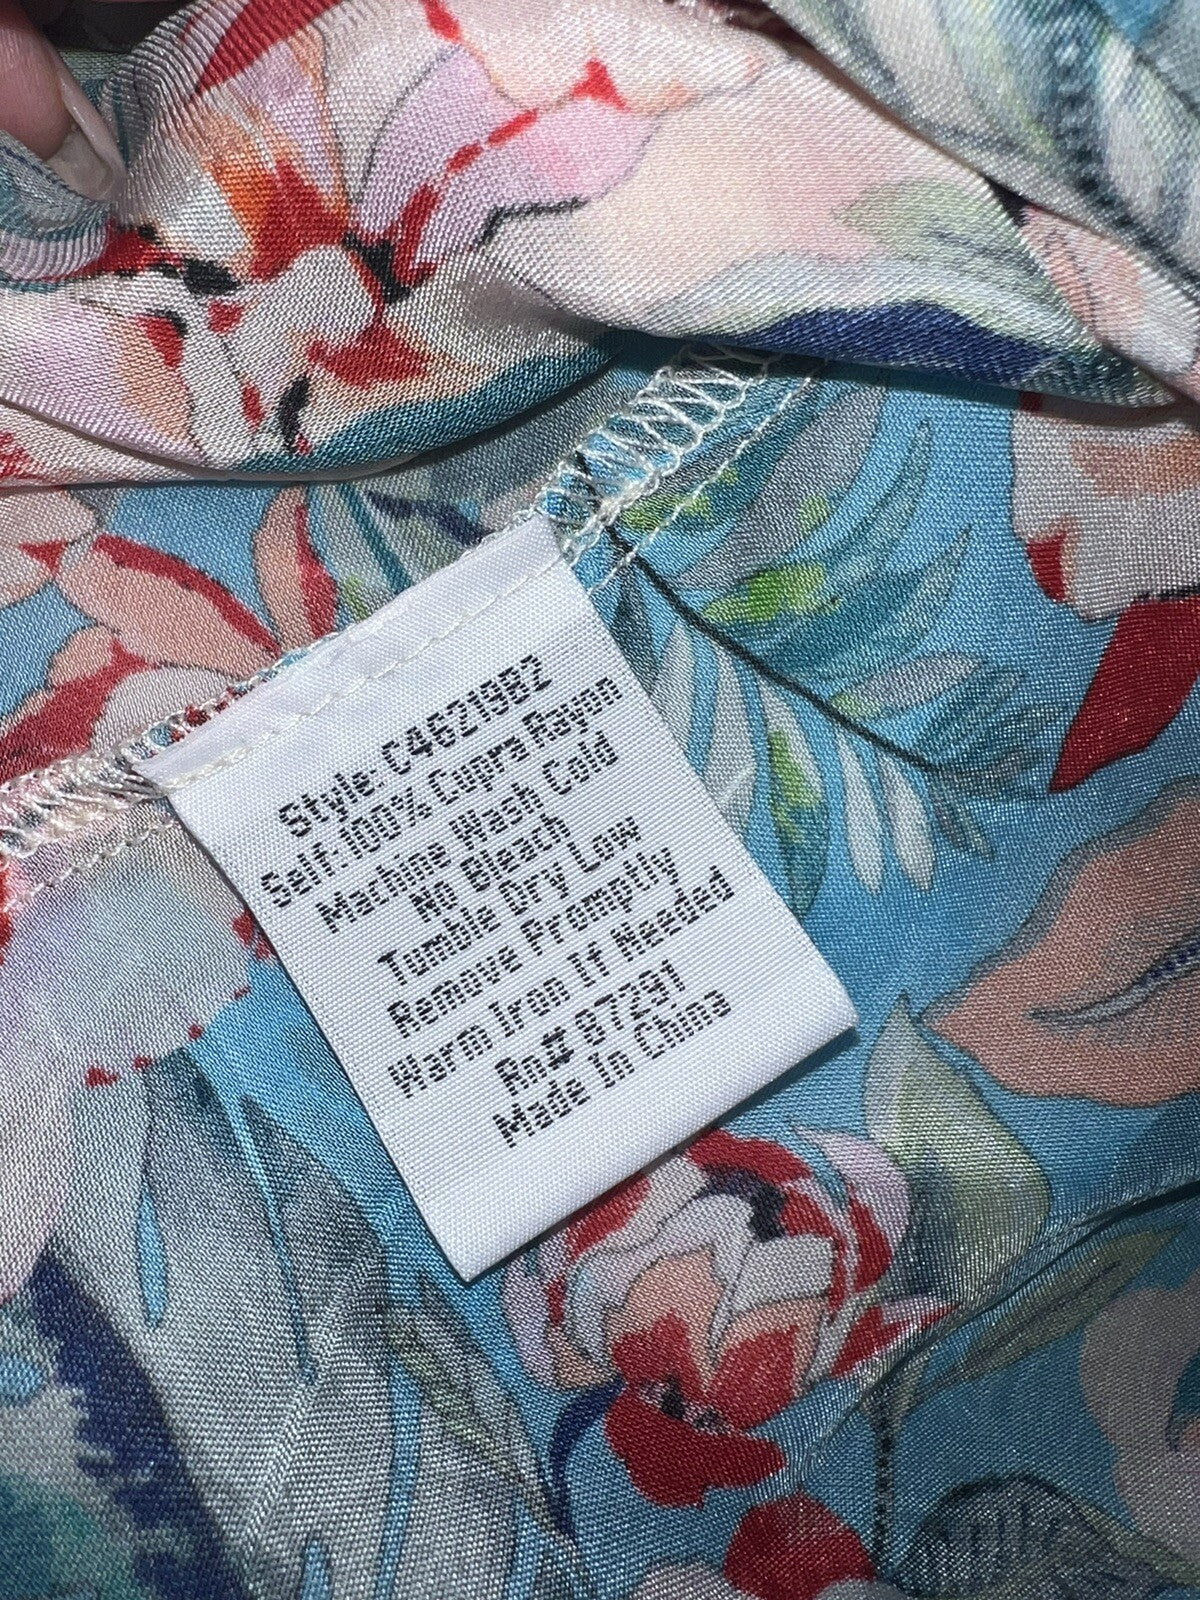 Style: C4621982
Self:100% Cupra Rayon
Machine Wash Cold
No Bleach
Tumble Dry Low
Remove Promptly
Warm Iron If Needed
Rn# 87291
Made In China